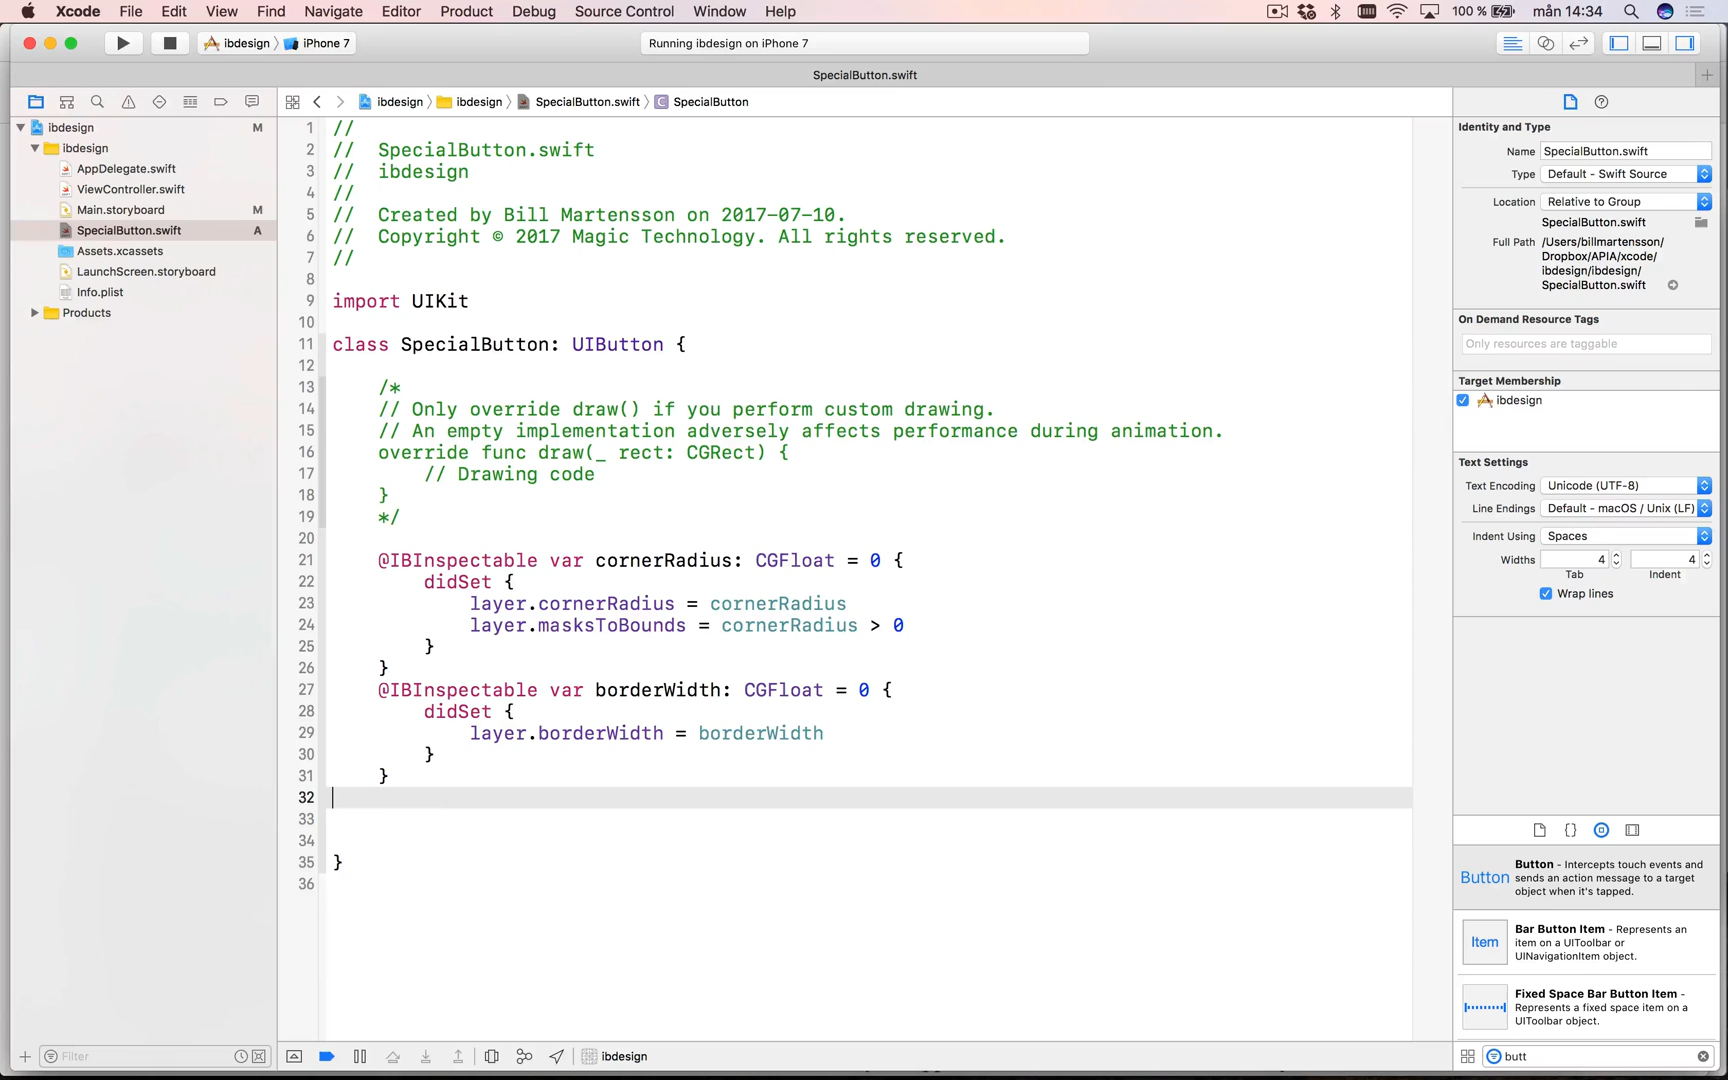 Xcode File Edit View Find Navigate Editor Product Debug Source Control Window Help 100 % mån 14:34
ibdesign iPhone 7 Running ibdesign on iPhone 7
SpecialButton.swift
ibdesign ibdesign SpecialButton.swift C SpecialButton
ibdesign M
ibdesign
AppDelegate.swift
ViewController.swift
Main.storyboard M
SpecialButton.swift A
Assets.xcassets
LaunchScreen.storyboard
Info.plist
Products
Filter
1 //
2 //  SpecialButton.swift
3 //  ibdesign
4 //
5 //  Created by Bill Martensson on 2017-07-10.
6 //  Copyright © 2017 Magic Technology. All rights reserved.
7 //
8
9 import UIKit
10
11 class SpecialButton: UIButton {
12
13     /*
14     // Only override draw() if you perform custom drawing.
15     // An empty implementation adversely affects performance during animation.
16     override func draw(_ rect: CGRect) {
17         // Drawing code
18     }
19     */
20
21     @IBInspectable var cornerRadius: CGFloat = 0 {
22         didSet {
23             layer.cornerRadius = cornerRadius
24             layer.masksToBounds = cornerRadius > 0
25         }
26     }
27     @IBInspectable var borderWidth: CGFloat = 0 {
28         didSet {
29             layer.borderWidth = borderWidth
30         }
31     }
32
33
34
35 }
36
ibdesign
Identity and Type
Name SpecialButton.swift
Type Default - Swift Source
Location Relative to Group
SpecialButton.swift
Full Path /Users/billmartensson/
Dropbox/APIA/xcode/
ibdesign/ibdesign/
SpecialButton.swift
On Demand Resource Tags
Only resources are taggable
Target Membership
ibdesign
Text Settings
Text Encoding Unicode (UTF-8)
Line Endings Default - macOS / Unix (LF)
Indent Using Spaces
Widths 4 4
Tab Indent
Wrap lines
{}
Button
Button - Intercepts touch events and
sends an action message to a target
object when it's tapped.
Item
Bar Button Item - Represents an
item on a UIToolbar or
UINavigationItem object.
Fixed Space Bar Button Item -
Represents a fixed space item on a
UIToolbar object.
butt